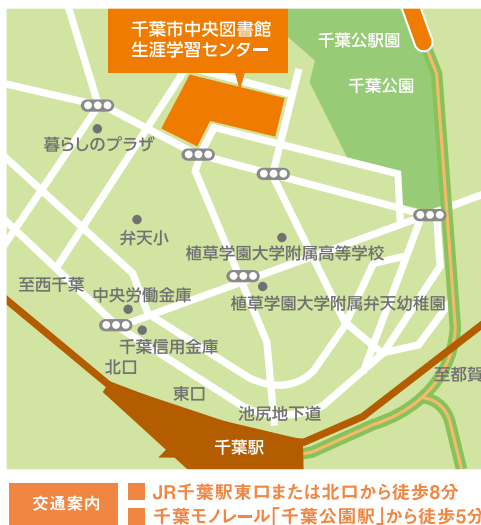 千葉市中央図書館
生涯学習センター
千葉公駅園
千葉公園
暮らしのプラザ
弁天小
植草学園大学附属高等学校
至西千葉
中央労働金庫
植草学園大学附属弁天幼稚園
千葉信用金庫
北口
至都賀
東口
池尻地下道
千葉駅
交通案内
JR千葉駅東口または北口から徒歩8分
千葉モノレール「千葉公園駅」から徒歩5分